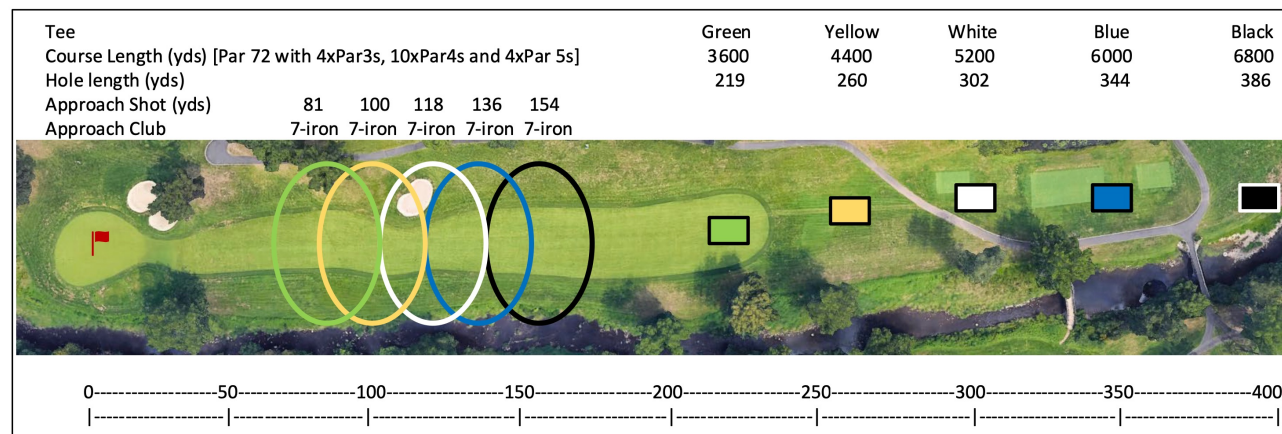 Tee Green Yellow White Blue Black
Course Length (yds) [Par 72 with 4xPar3s, 10xPar4s and 4xPar 5s] 3600 4400 5200 6000 6800
Hole length (yds) 219 260 302 344 386
Approach Shot (yds) 81 100 118 136 154
Approach Club 7-iron 7-iron 7-iron 7-iron 7-iron
0 50 100 150 200 250 300 350 400